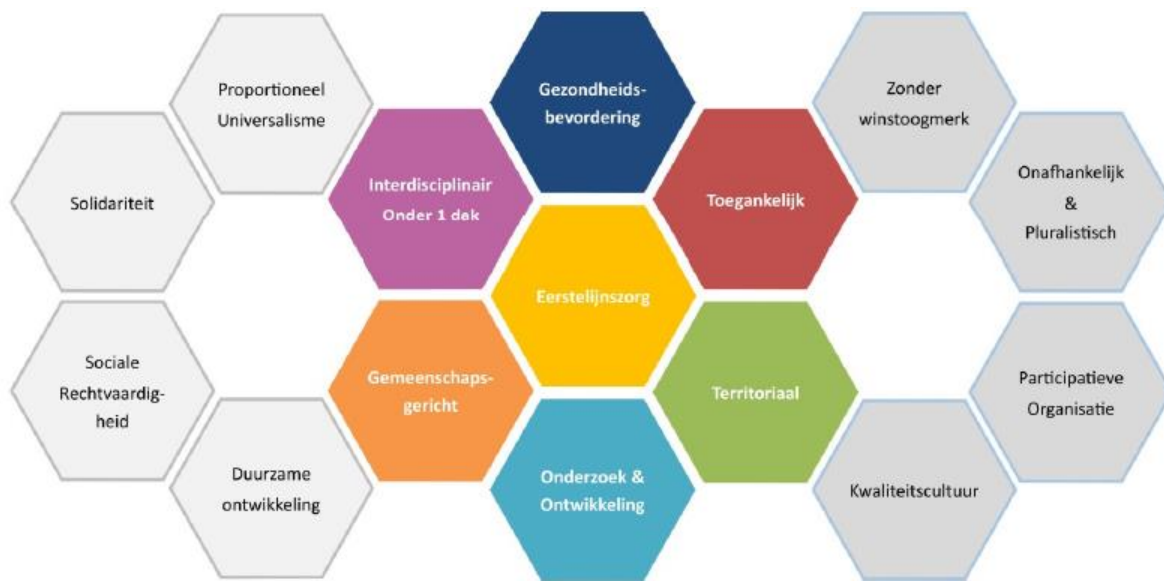 Proportioneel
Universalisme
Solidariteit
Sociale
Rechtvaardig-
heid
Duurzame
ontwikkeling
Interdisciplinair
Onder 1 dak
Gemeenschaps-
gericht
Gezondheids-
bevordering
Eerstelijnszorg
Onderzoek &
Ontwikkeling
Toegankelijk
Territoriaal
Zonder
winstoogmerk
Onafhankelijk
&
Pluralistisch
Participatieve
Organisatie
Kwaliteitscultuur